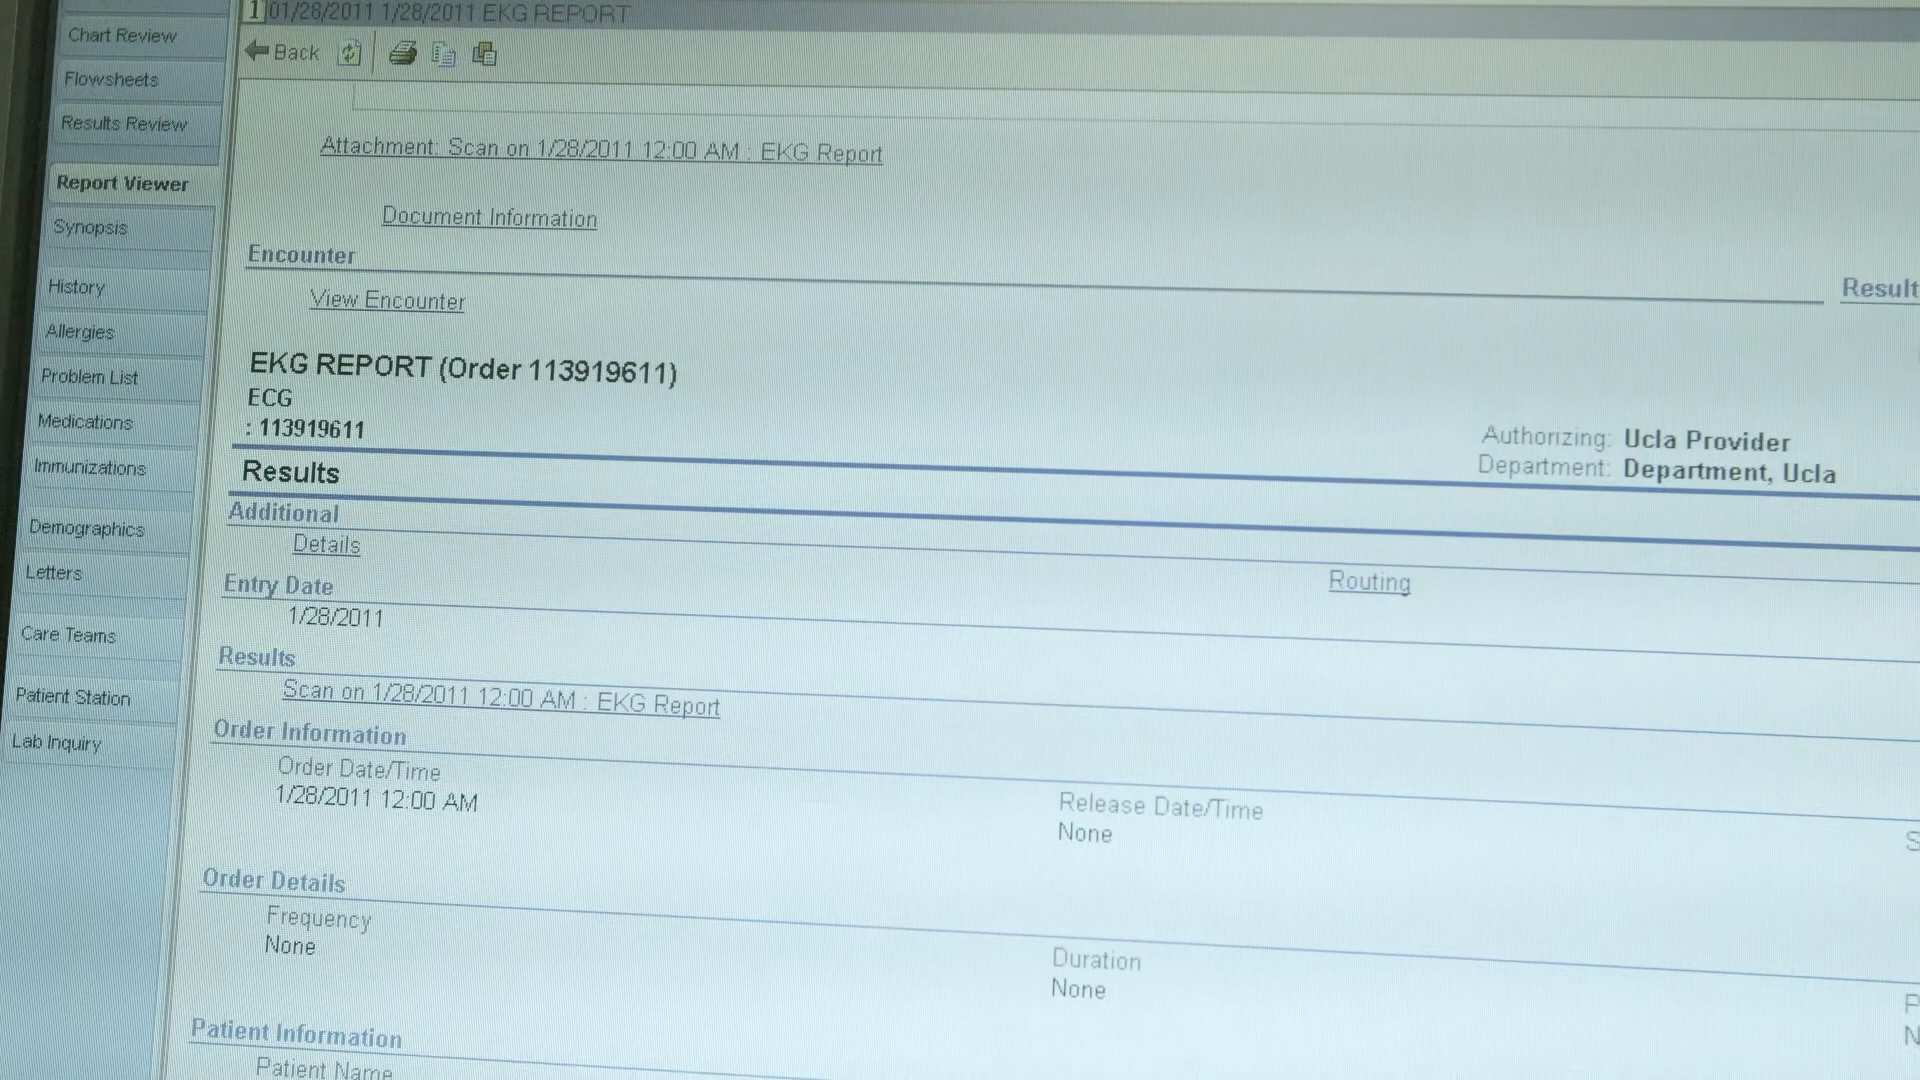 1 01/28/2011 1/28/2011 EKG REPORT
Back
Chart Review
Flowsheets
Results Review
Report Viewer
Synopsis
History
Allergies
Problem List
Medications
Immunizations
Demographics
Letters
Care Teams
Patient Station
Lab Inquiry
Attachment: Scan on 1/28/2011 12:00 AM : EKG Report
Document Information
Encounter
Result
View Encounter
EKG REPORT (Order 113919611)
ECG
: 113919611
Authorizing: Ucla Provider
Department: Department, Ucla
Results
Additional
Details
Routing
Entry Date
1/28/2011
Results
Scan on 1/28/2011 12:00 AM : EKG Report
Order Information
Order Date/Time
1/28/2011 12:00 AM
Release Date/Time
None
S
Order Details
Frequency
None
Duration
None
P
N
Patient Information
Patient Name